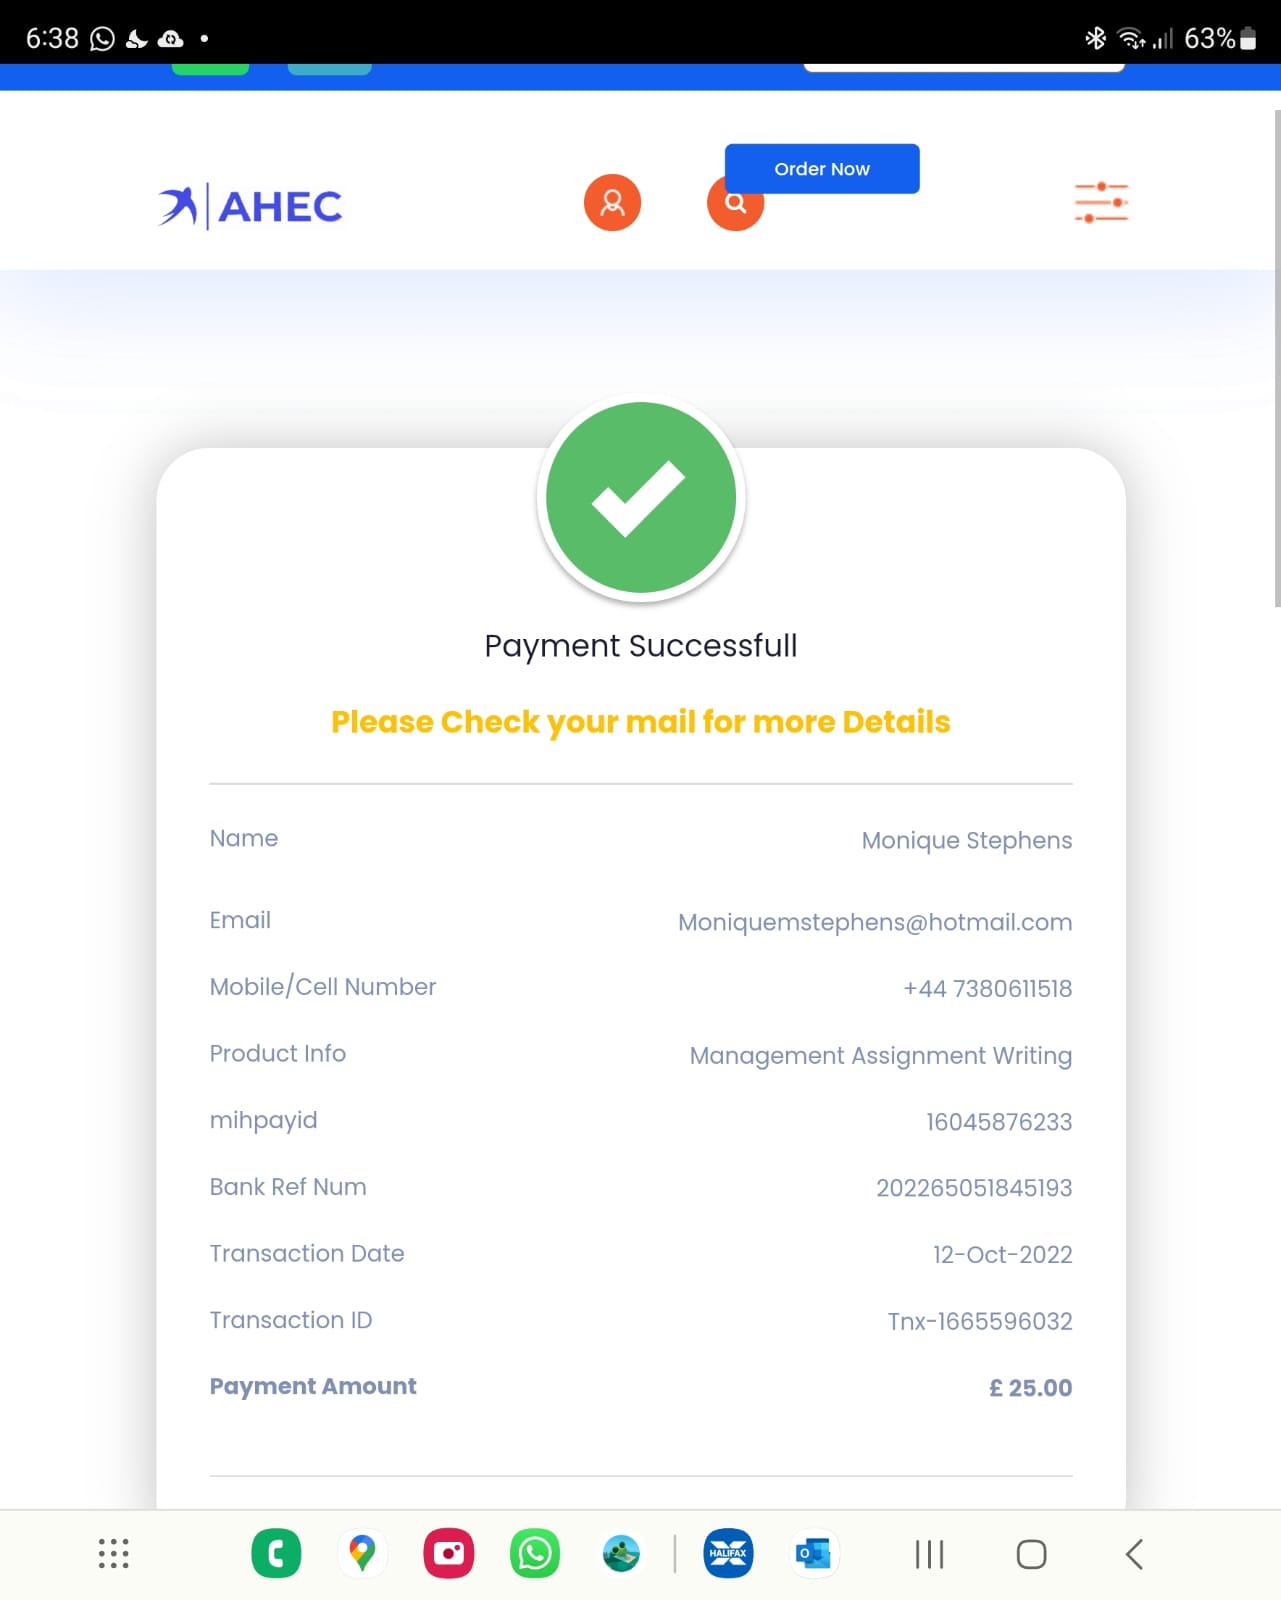 6:38
63%
Order Now
AHEC
Payment Successfull
Please Check your mail for more Details
Name Monique Stephens
Email Moniquemstephens@hotmail.com
Mobile/Cell Number +44 7380611518
Product Info Management Assignment Writing
mihpayid 16045876233
Bank Ref Num 202265051845193
Transaction Date 12-Oct-2022
Transaction ID Tnx-1665596032
Payment Amount £ 25.00
HALIFAX